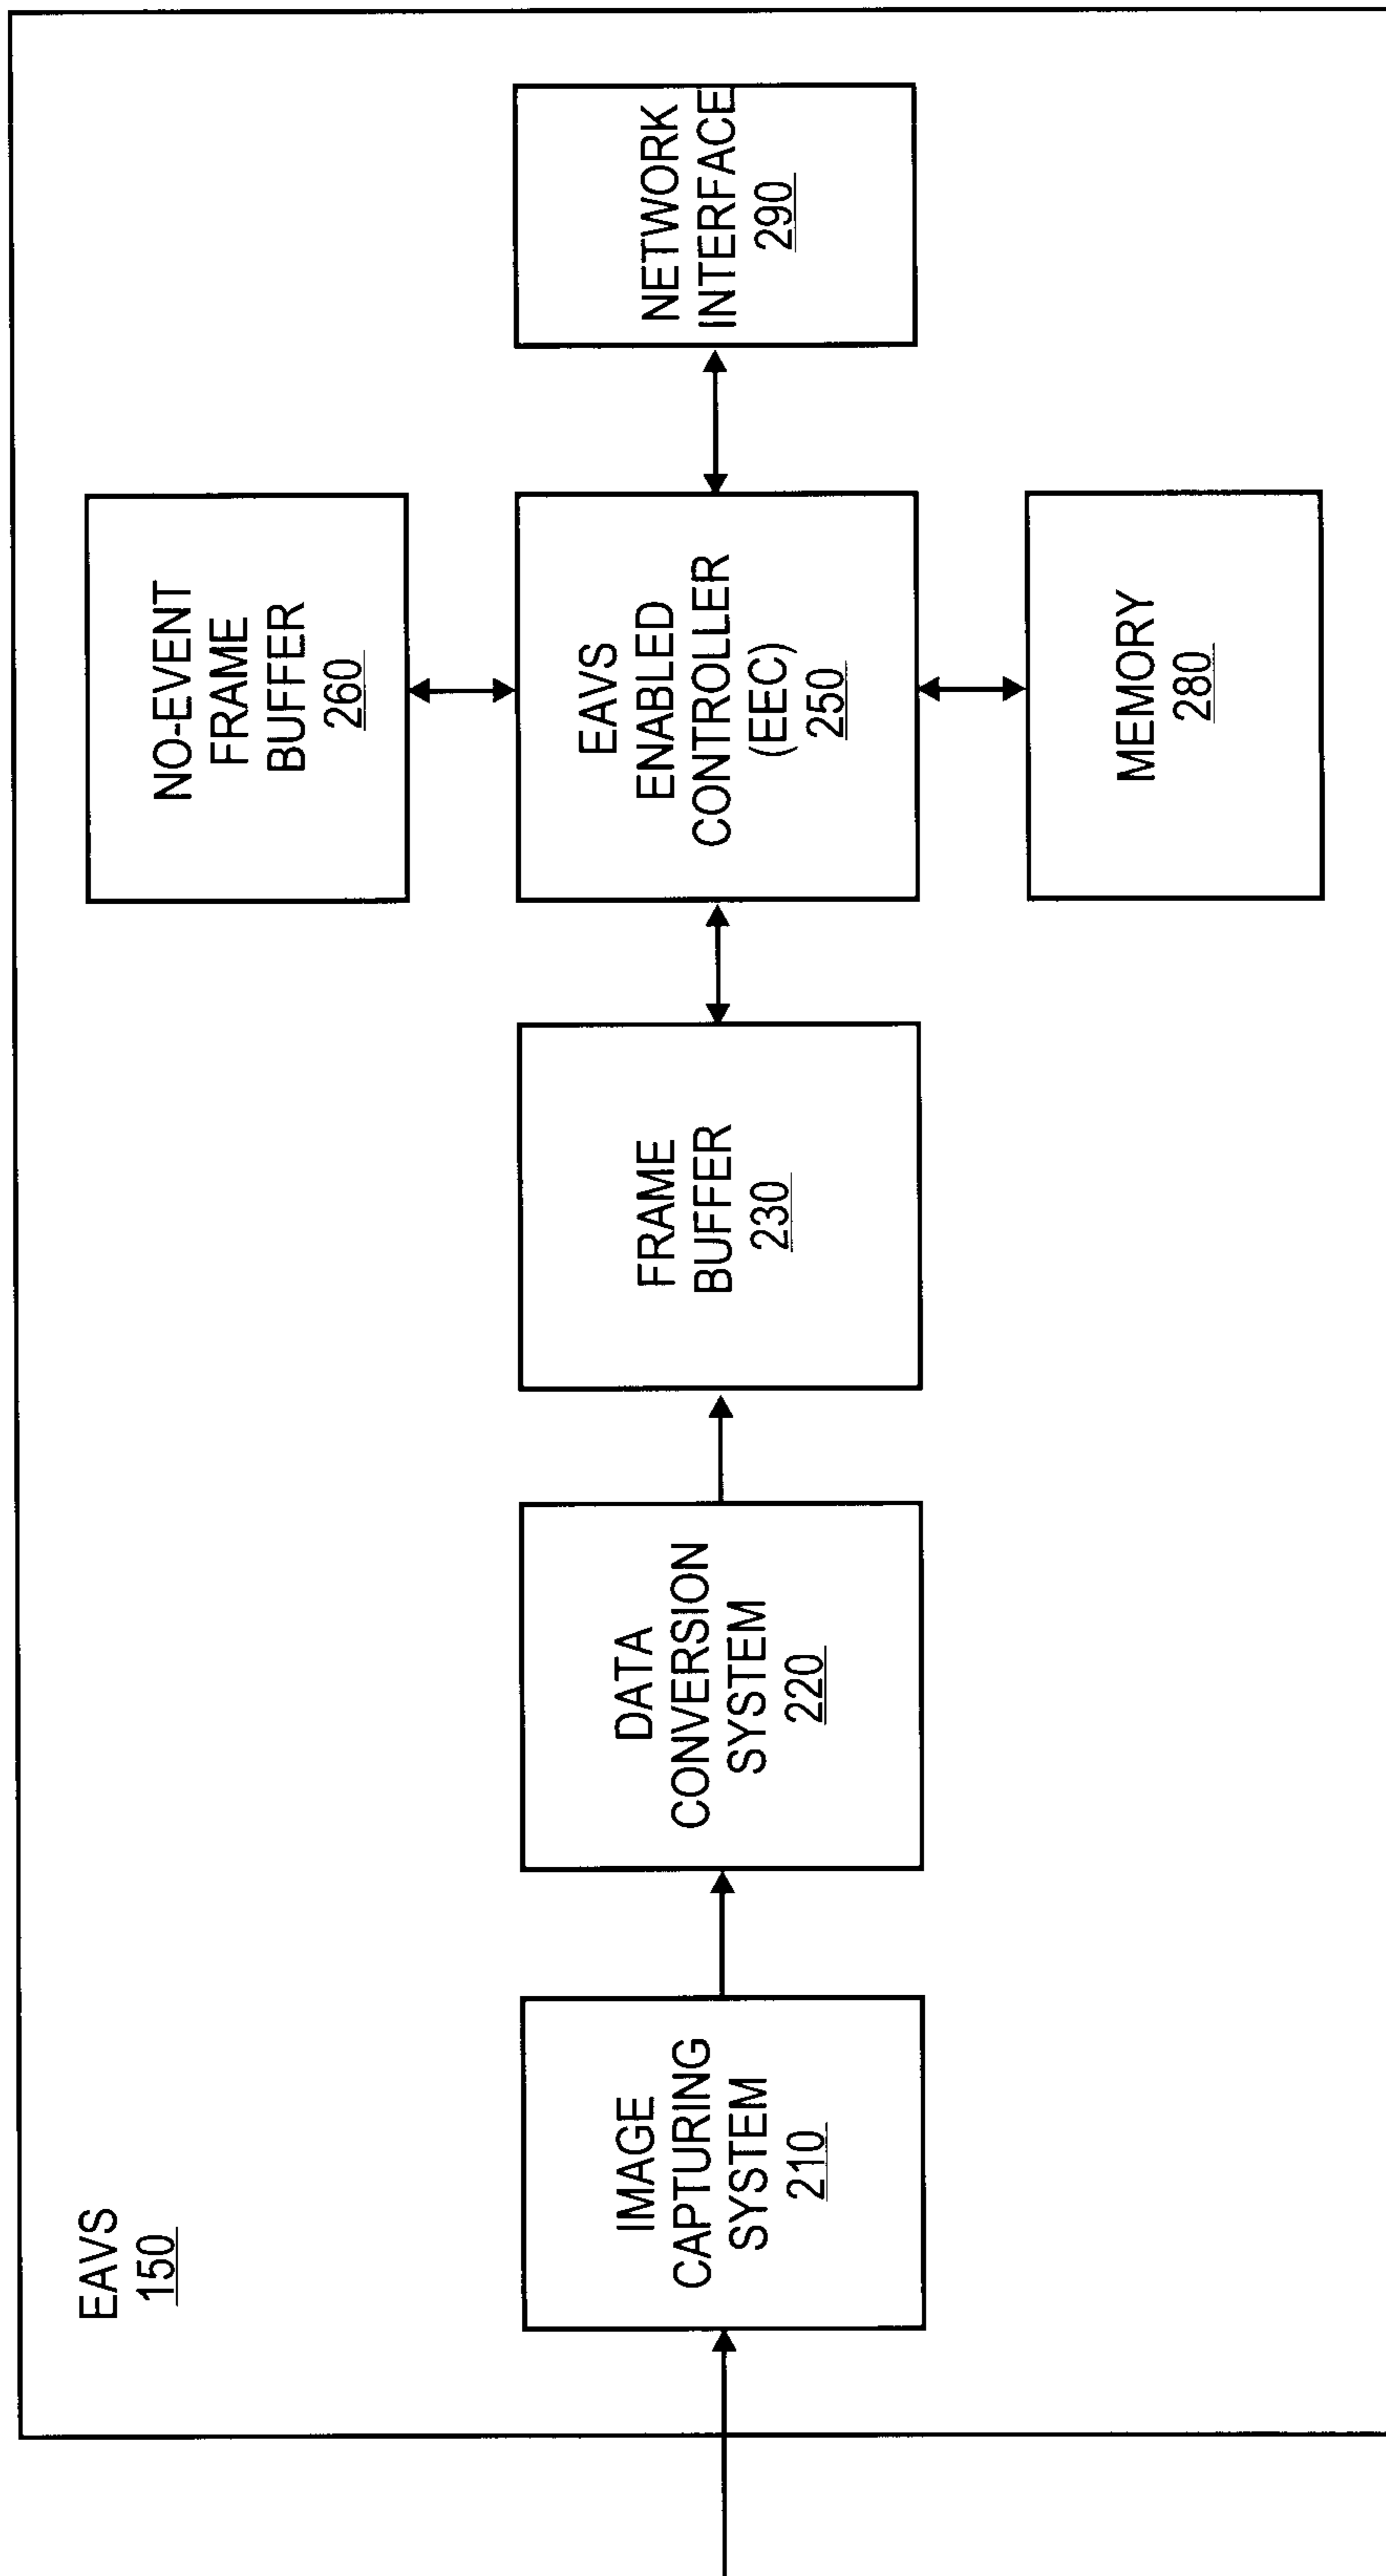 EAVS
150
IMAGE
CAPTURING
SYSTEM
210
DATA
CONVERSION
SYSTEM
220
FRAME
BUFFER
230
NO-EVENT
FRAME
BUFFER
260
EAVS
ENABLED
CONTROLLER
(EEC)
250
MEMORY
280
NETWORK
INTERFACE
290